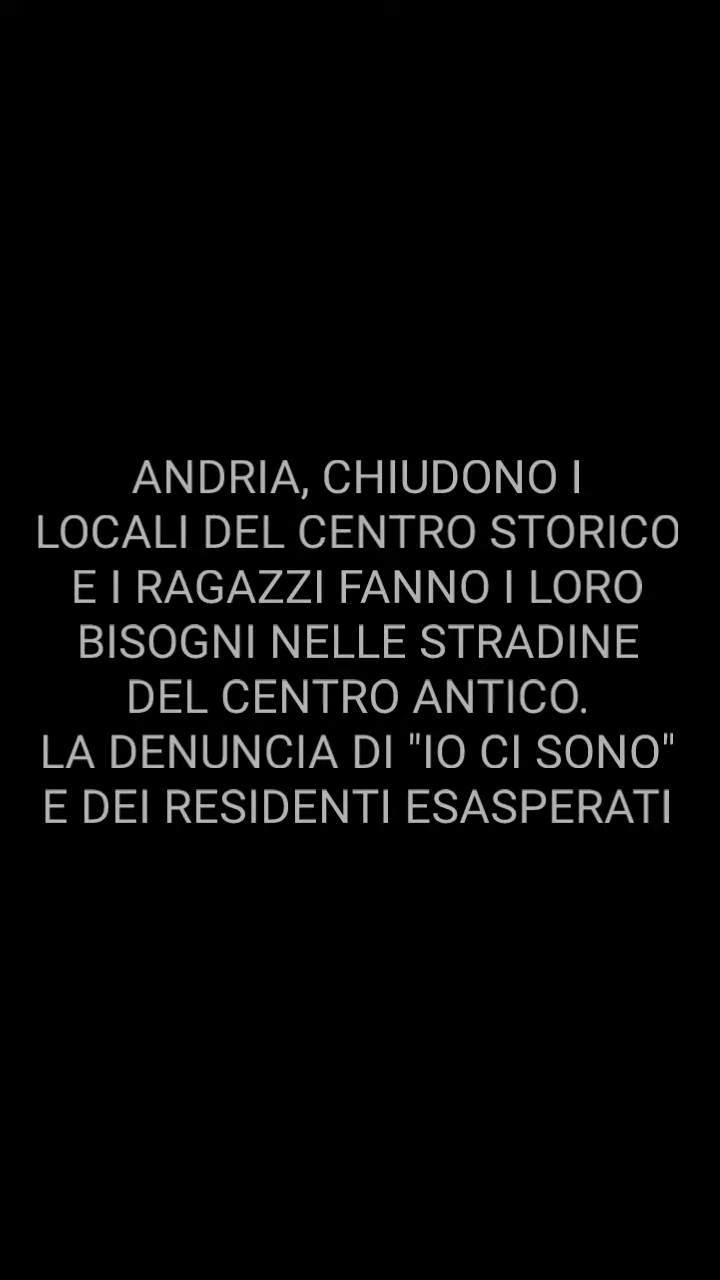 ANDRIA, CHIUDONO I
LOCALI DEL CENTRO STORICO
E I RAGAZZI FANNO I LORO
BISOGNI NELLE STRADINE
DEL CENTRO ANTICO.
LA DENUNCIA DI "IO CI SONO"
E DEI RESIDENTI ESASPERATI